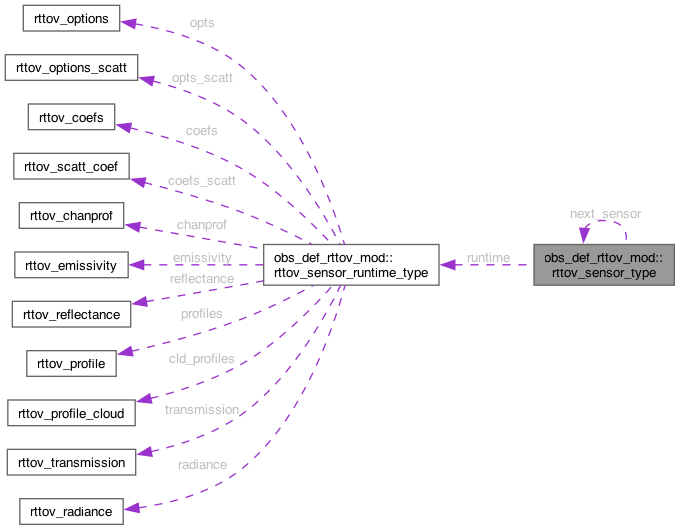 rttov_options
opts
rttov_options_scatt
opts_scatt
rttov_coefs
coefs
rttov_scatt_coef
coefs_scatt
rttov_chanprof
chanprof
rttov_emissivity
emissivity
reflectance
rttov_reflectance
profiles
rttov_profile
cld_profiles
rttov_profile_cloud
transmission
rttov_transmission
radiance
rttov_radiance
obs_def_rttov_mod::
rttov_sensor_runtime_type
runtime
next_sensor
obs_def_rttov_mod::
rttov_sensor_type